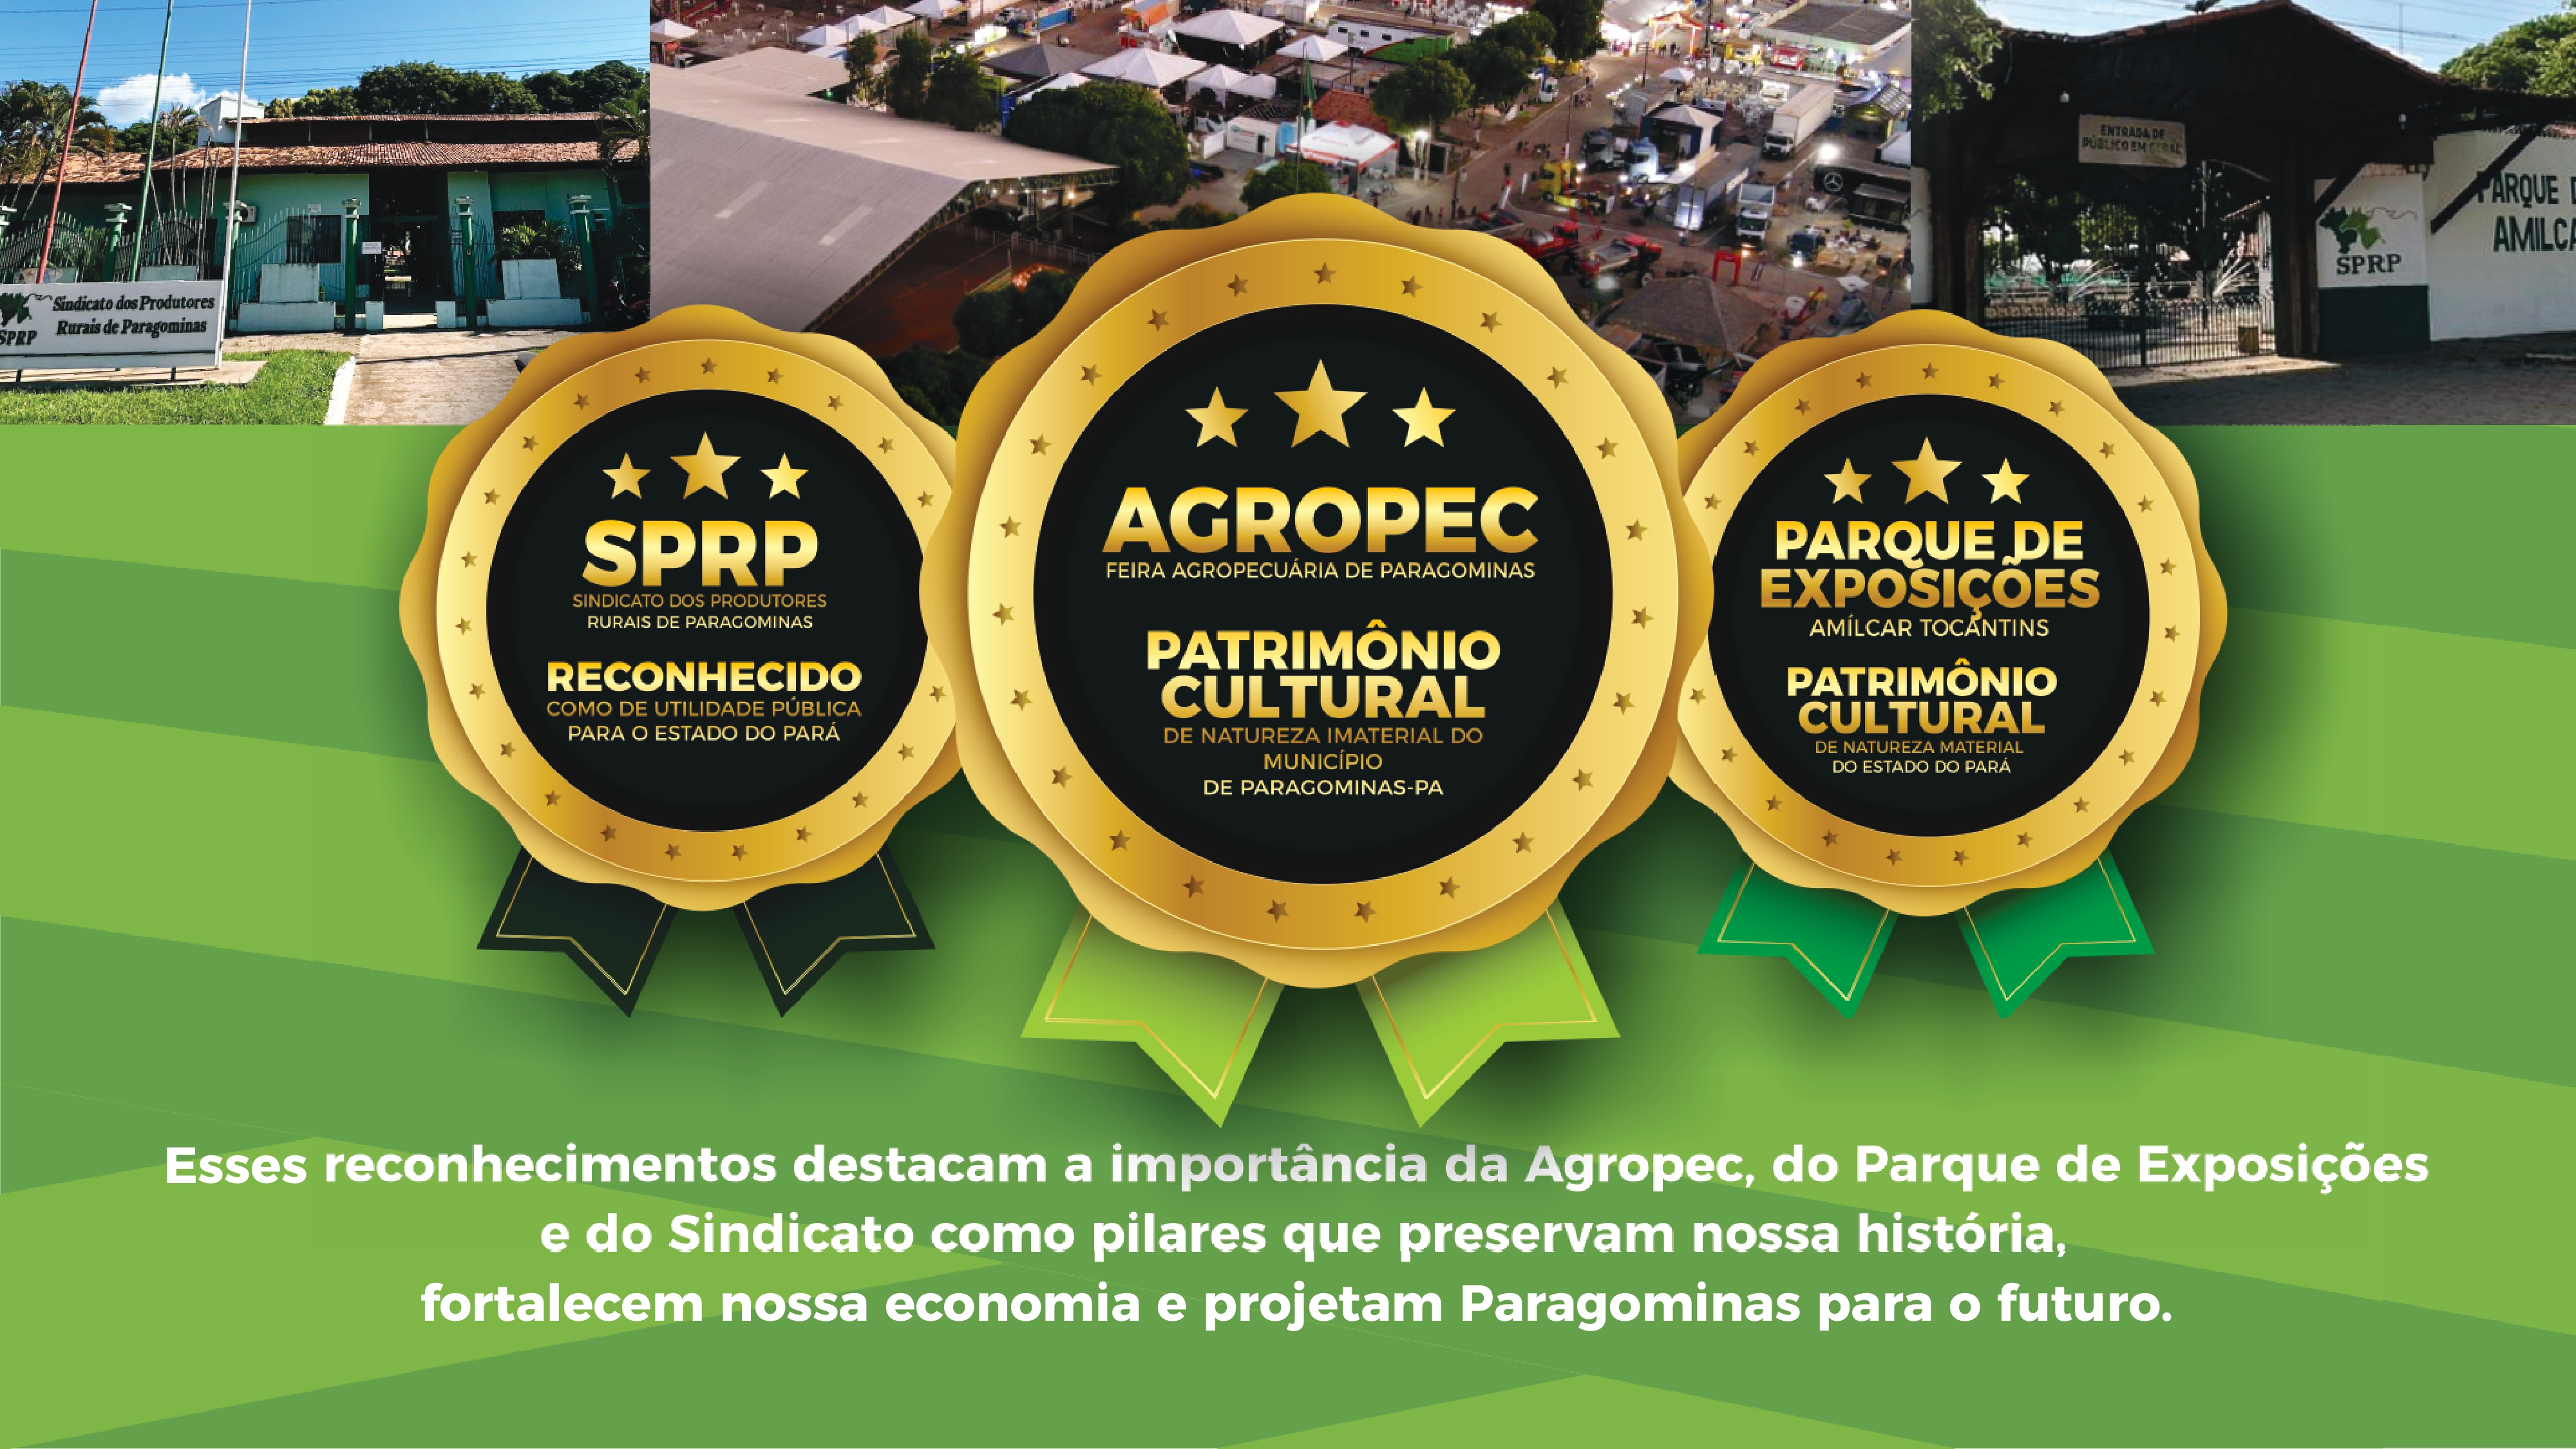 SPRP
Sindicato dos Produtores
Rurais de Paragominas
ENTRADA DE
PÚBLICO EM GERAL
SPRP
PARQUE
SPRP
SINDICATO DOS PRODUTORES
RURAIS DE PARAGOMINAS
RECONHECIDO
COMO DE UTILIDADE PÚBLICA
PARA O ESTADO DO PARÁ
AGROPEC
FEIRA AGROPECUÁRIA DE PARAGOMINAS
PATRIMÔNIO
CULTURAL
DE NATUREZA IMATERIAL DO
MUNICÍPIO
DE PARAGOMINAS-PA
PARQUE DE
EXPOSIÇÕES
AMÍLCAR TOCANTINS
PATRIMÔNIO
CULTURAL
DE NATUREZA MATERIAL
DO ESTADO DO PARÁ
Esses reconhecimentos destacam a importância da Agropec, do Parque de Exposições
e do Sindicato como pilares que preservam nossa história,
fortalecem nossa economia e projetam Paragominas para o futuro.